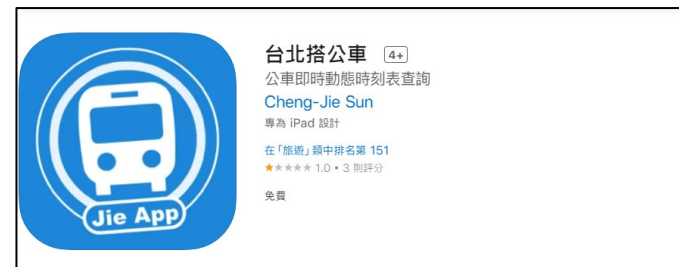 台北搭公車 4+
公車即時動態時刻表查詢
Cheng-Jie Sun
專為 iPad 設計
在「旅遊」類中排名第 151
★★★★★ 1.0 • 3 則評分
免費
Jie App